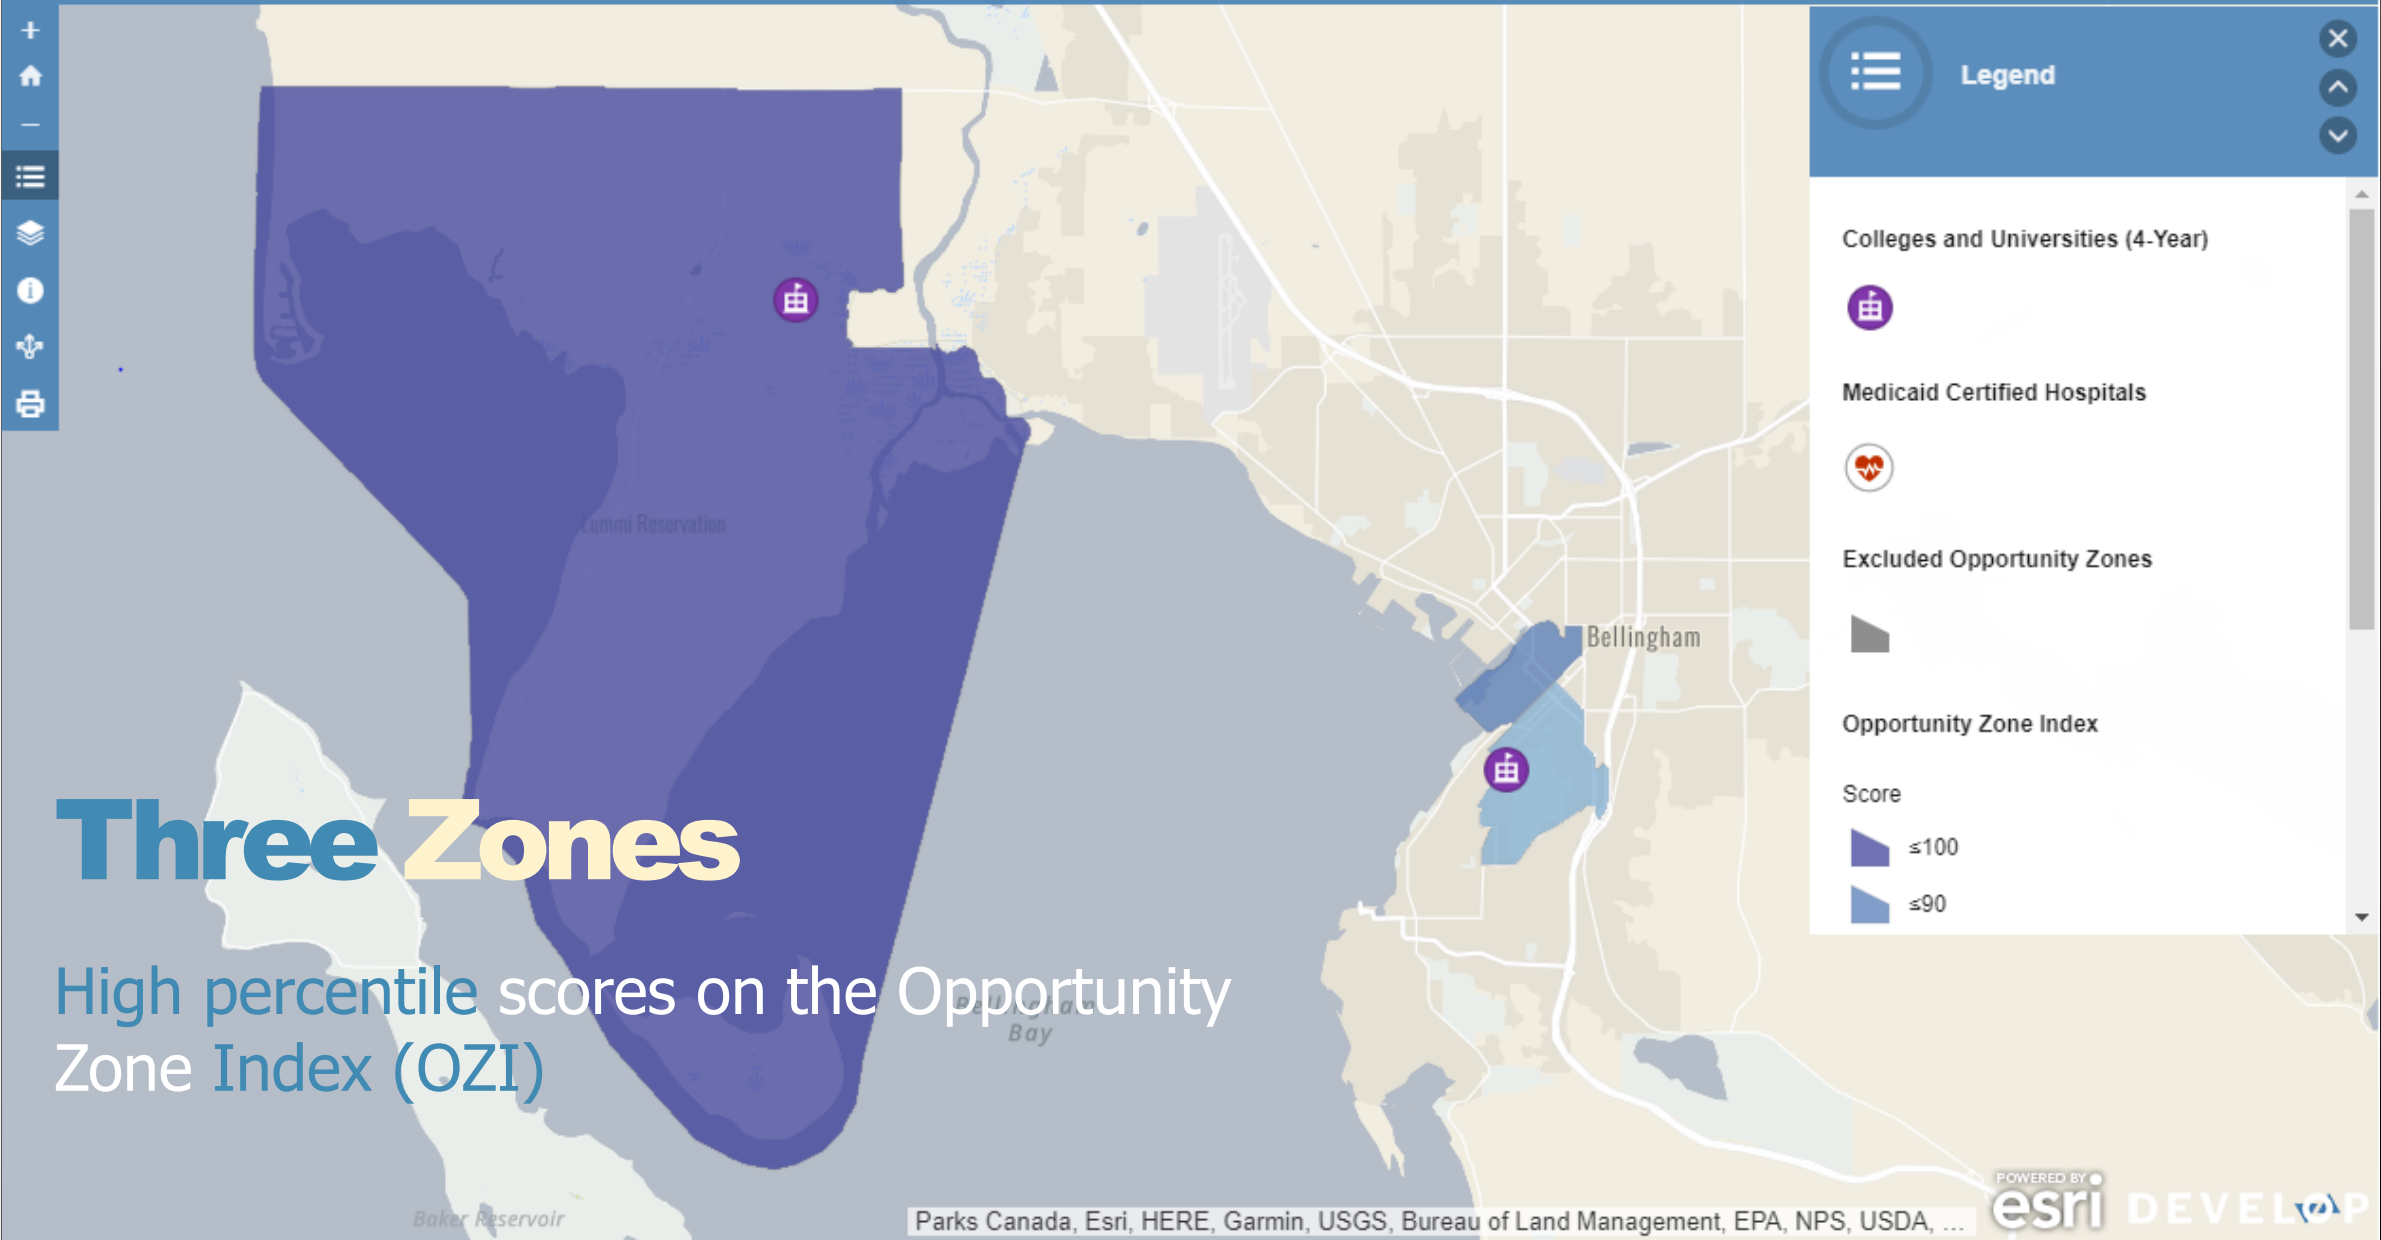 Legend
Colleges and Universities (4-Year)
Medicaid Certified Hospitals
Excluded Opportunity Zones
Opportunity Zone Index
Score
≤100
≤90
Lummi Reservation
Bellingham
Three Zones
High percentile scores on the Opportunity
Zone Index (OZI)
Bellingham
Bay
Baker Reservoir
Parks Canada, Esri, HERE, Garmin, USGS, Bureau of Land Management, EPA, NPS, USDA, ...
POWERED BY
esri
DEVELOP